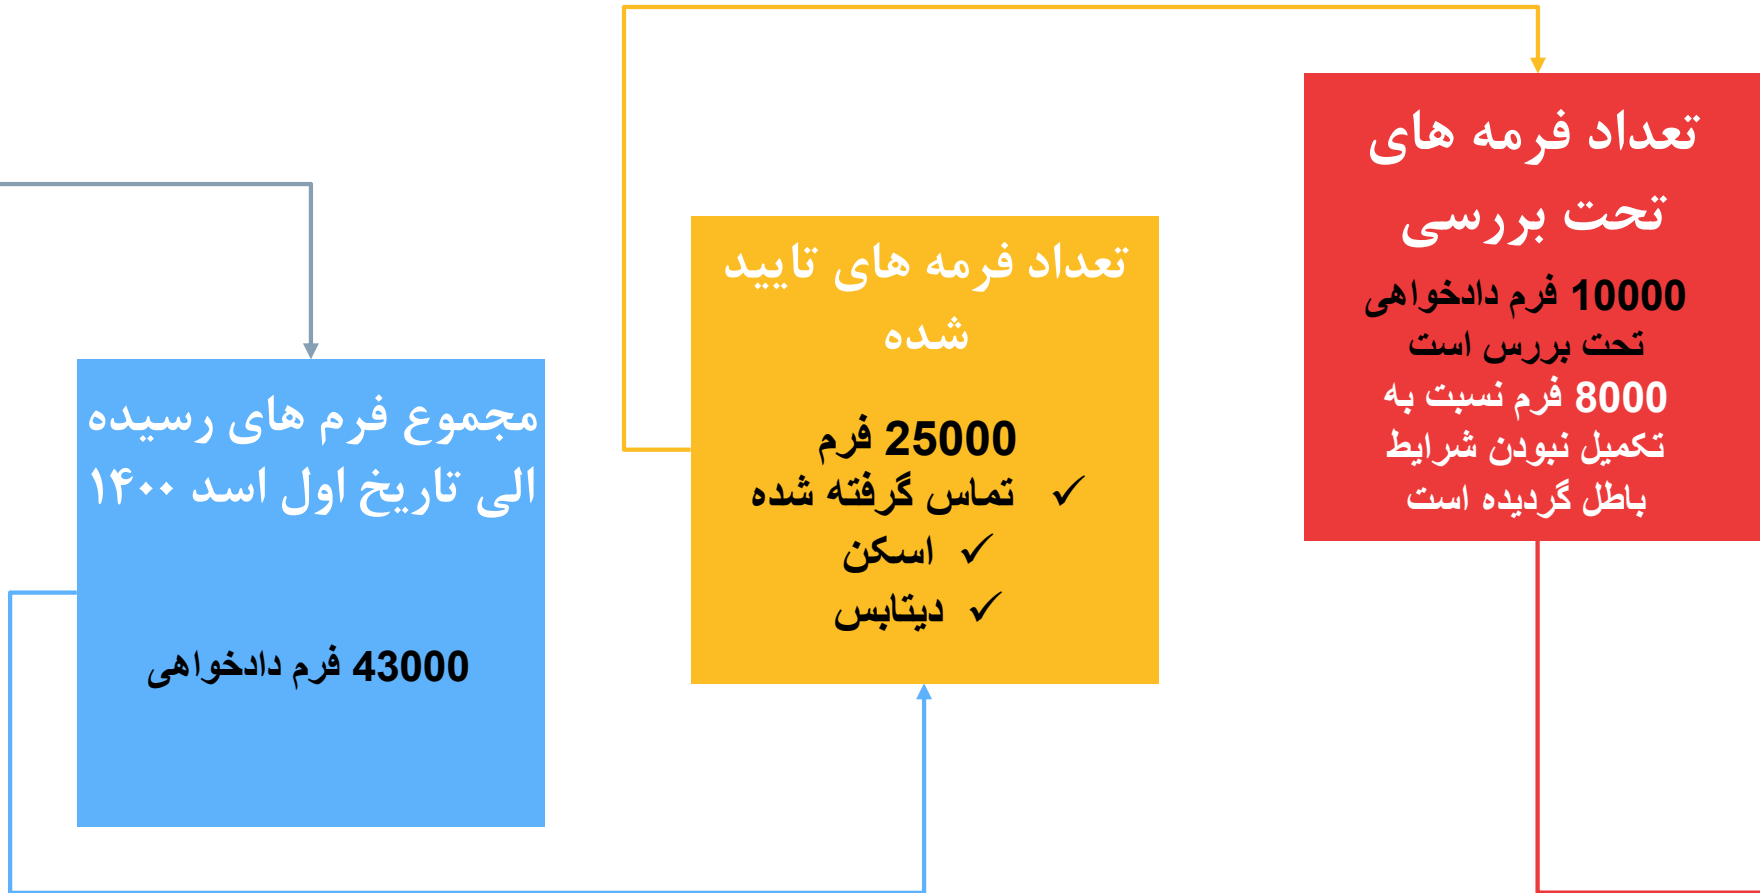 مجموع فرم های رسیده
الی تاریخ اول اسد ۱۴۰۰
43000 فرم دادخواهی
تعداد فرمه های تایید
شده
25000 فرم
✓ تماس گرفته شده
✓ اسکن
✓ دیتابس
تعداد فرمه های
تحت بررسی
10000 فرم دادخواهی
تحت بررس است
8000 فرم نسبت به
تکمیل نبودن شرایط
باطل گردیده است